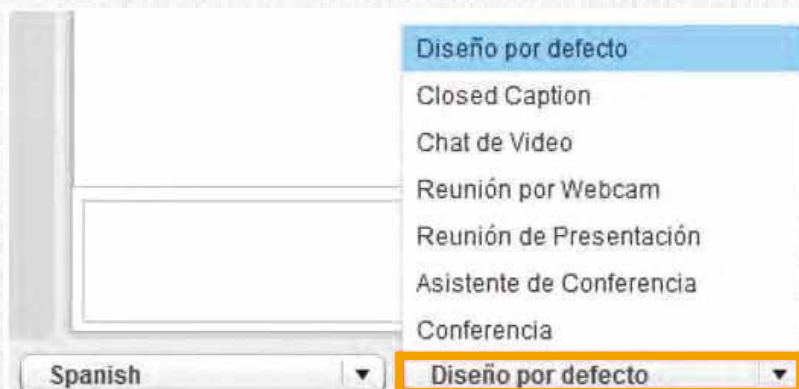 Diseño por defecto
Closed Caption
Chat de Video
Reunión por Webcam
Reunión de Presentación
Asistente de Conferencia
Conferencia
Spanish
Diseño por defecto